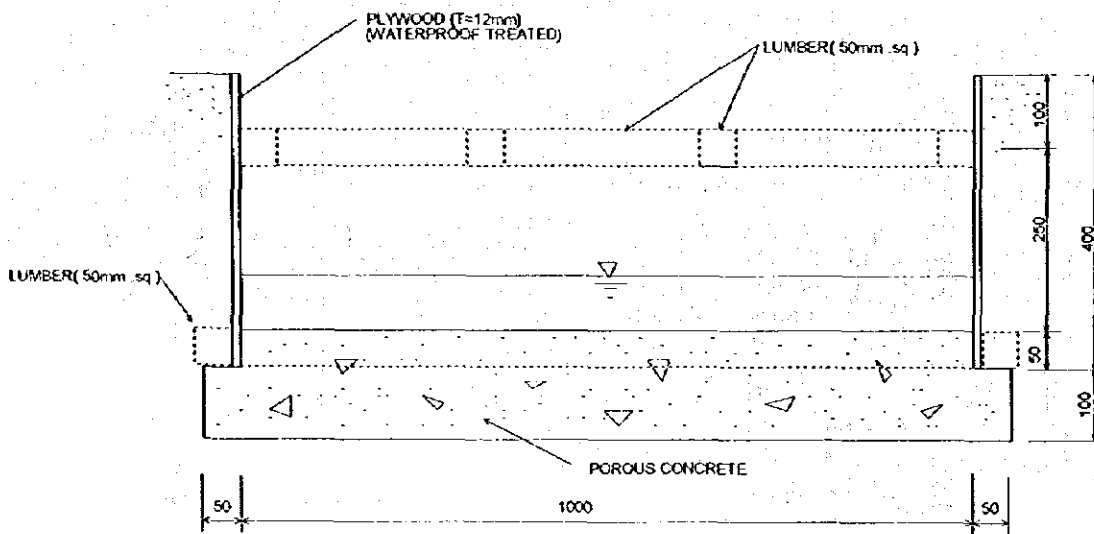 PLYWOOD (T=12mm)
(WATERPROOF TREATED)
LUMBER( 50mm .sq )
100
250
400
LUMBER( 50mm .sq )
50
100
POROUS CONCRETE
50
1000
50